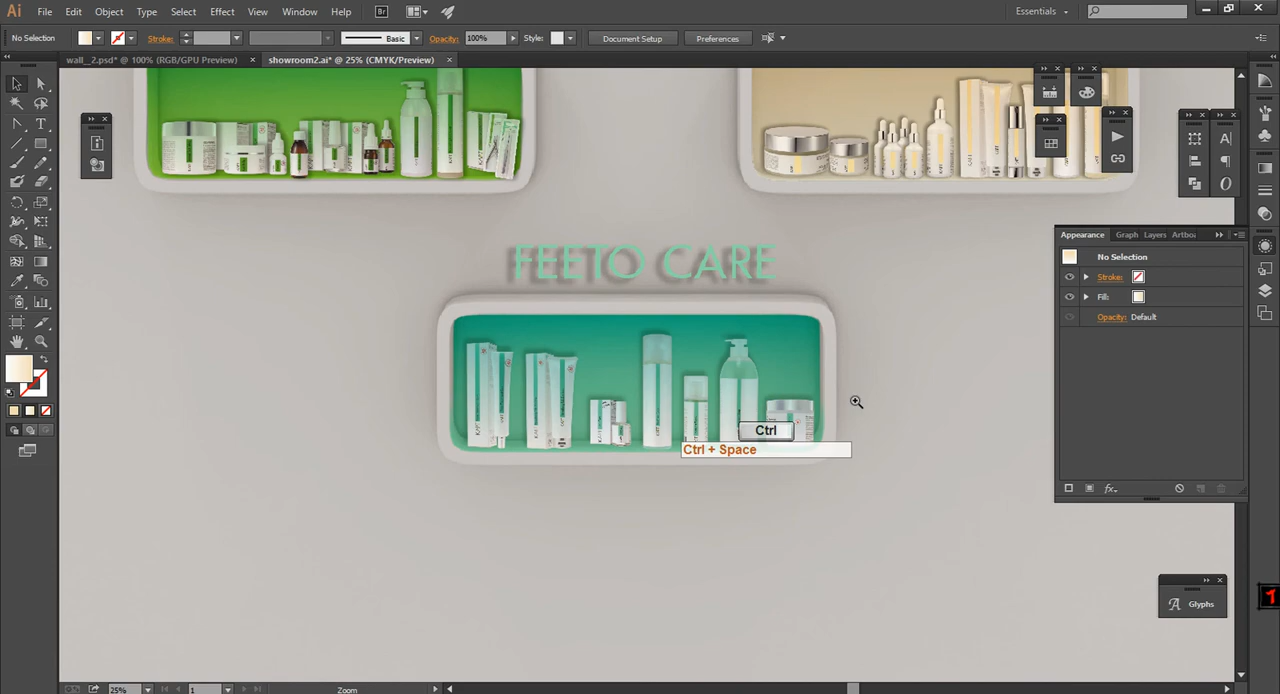 Ai File Edit Object Type Select Effect View Window Help Br Essentials
No Selection Stroke: Basic Opacity: 100% Style: Document Setup Preferences
wall_2.psd* @ 100% (RGB/GPU Preview) showroom2.ai* @ 25% (CMYK/Preview)
Appearance Graph Layers Artboa
No Selection
Stroke:
Fill:
Opacity: Default
FEETO CARE
Ctrl
Ctrl + Space
fx
A Glyphs
25% 1 Zoom